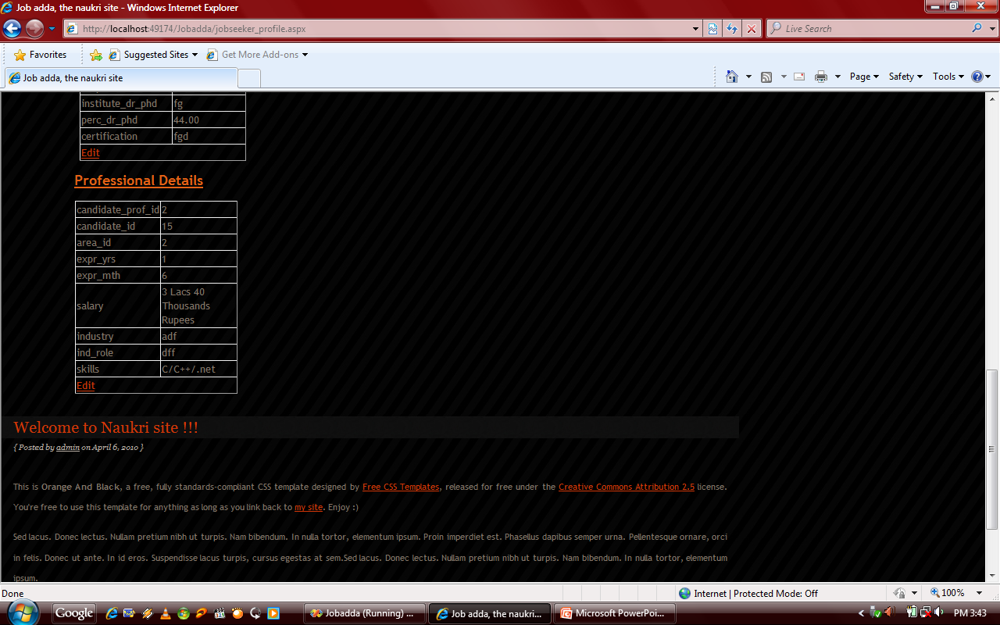 Job adda, the naukri site - Windows Internet Explorer
http://localhost:49174/Jobadda/jobseeker_profile.aspx
Live Search
Favorites Suggested Sites Get More Add-ons
Job adda, the naukri site
Page Safety Tools
institute_dr_phd fg
perc_dr_phd 44.00
certification fgd
Edit
Professional Details
candidate_prof_id 2
candidate_id 15
area_id 2
expr_yrs 1
expr_mth 6
salary 3 Lacs 40
Thousands
Rupees
industry adf
ind_role dff
skills C/C++/.net
Edit
Welcome to Naukri site !!!
{ Posted by admin on April 6, 2010 }
This is Orange And Black, a free, fully standards-compliant CSS template designed by Free CSS Templates, released for free under the Creative Commons Attribution 2.5 license.
You're free to use this template for anything as long as you link back to my site. Enjoy :)
Sed lacus. Donec lectus. Nullam pretium nibh ut turpis. Nam bibendum. In nulla tortor, elementum ipsum. Proin imperdiet est. Phasellus dapibus semper urna. Pellentesque ornare, orci
in felis. Donec ut ante. In id eros. Suspendisse lacus turpis, cursus egestas at sem.Sed lacus. Donec lectus. Nullam pretium nibh ut turpis. Nam bibendum. In nulla tortor, elementum
ipsum.
Done Internet | Protected Mode: Off 100%
Google Jobadda (Running) ... Job adda, the naukri... Microsoft PowerPoi... PM 3:43